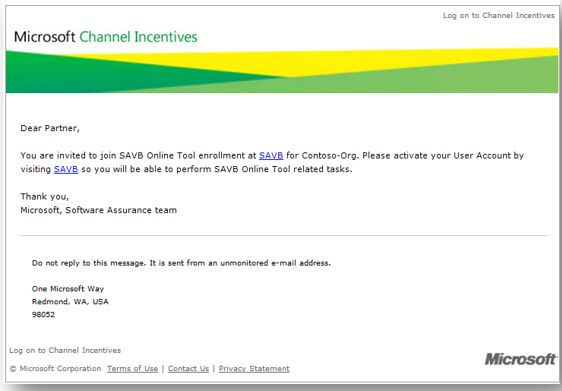 Log on to Channel Incentives
Microsoft Channel Incentives
Dear Partner,
You are invited to join SAVB Online Tool enrollment at SAVB for Contoso-Org. Please activate your User Account by
visiting SAVB so you will be able to perform SAVB Online Tool related tasks.
Thank you,
Microsoft, Software Assurance team
Do not reply to this message. It is sent from an unmonitored e-mail address.
One Microsoft Way
Redmond, WA, USA
98052
Log on to Channel Incentives
© Microsoft Corporation Terms of Use | Contact Us | Privacy Statement
Microsoft